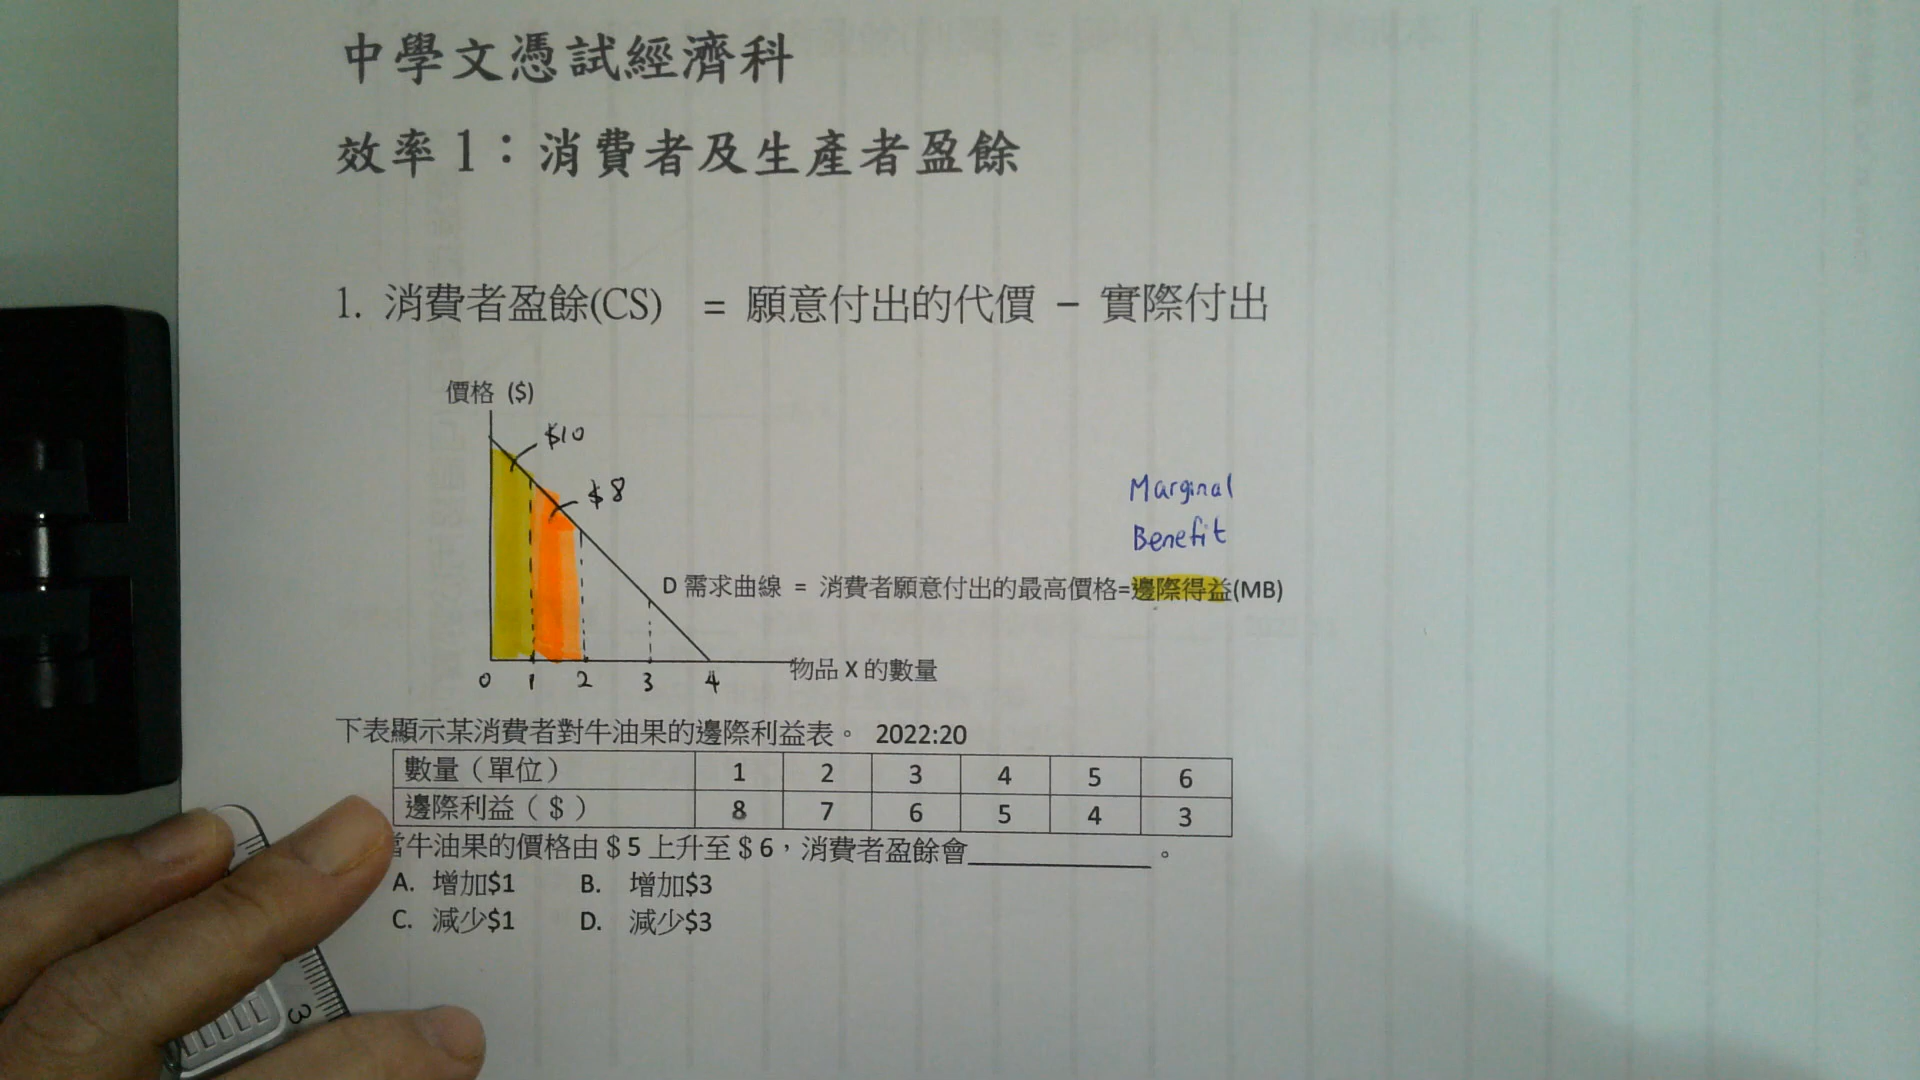 中學文憑試經濟科
效率1：消費者及生產者盈餘
1. 消費者盈餘(CS) = 願意付出的代價 – 實際付出
價格 ($)
$10
$8
Marginal
Benefit
D 需求曲線 = 消費者願意付出的最高價格=邊際得益(MB)
0 1 2 3 4
物品 X 的數量
下表顯示某消費者對牛油果的邊際利益表。 2022:20
數量（單位） 1 2 3 4 5 6
邊際利益（$） 8 7 6 5 4 3
牛油果的價格由$5上升至$6，消費者盈餘會____________。
A. 增加$1 B. 增加$3
C. 減少$1 D. 減少$3
3